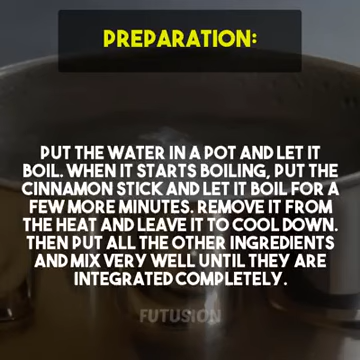 PREPARATION:
PUT THE WATER IN A POT AND LET IT
BOIL. WHEN IT STARTS BOILING, PUT THE
CINNAMON STICK AND LET IT BOIL FOR A
FEW MORE MINUTES. REMOVE IT FROM
THE HEAT AND LEAVE IT TO COOL DOWN.
THEN PUT ALL THE OTHER INGREDIENTS
AND MIX VERY WELL UNTIL THEY ARE
INTEGRATED COMPLETELY.
FUTUSION